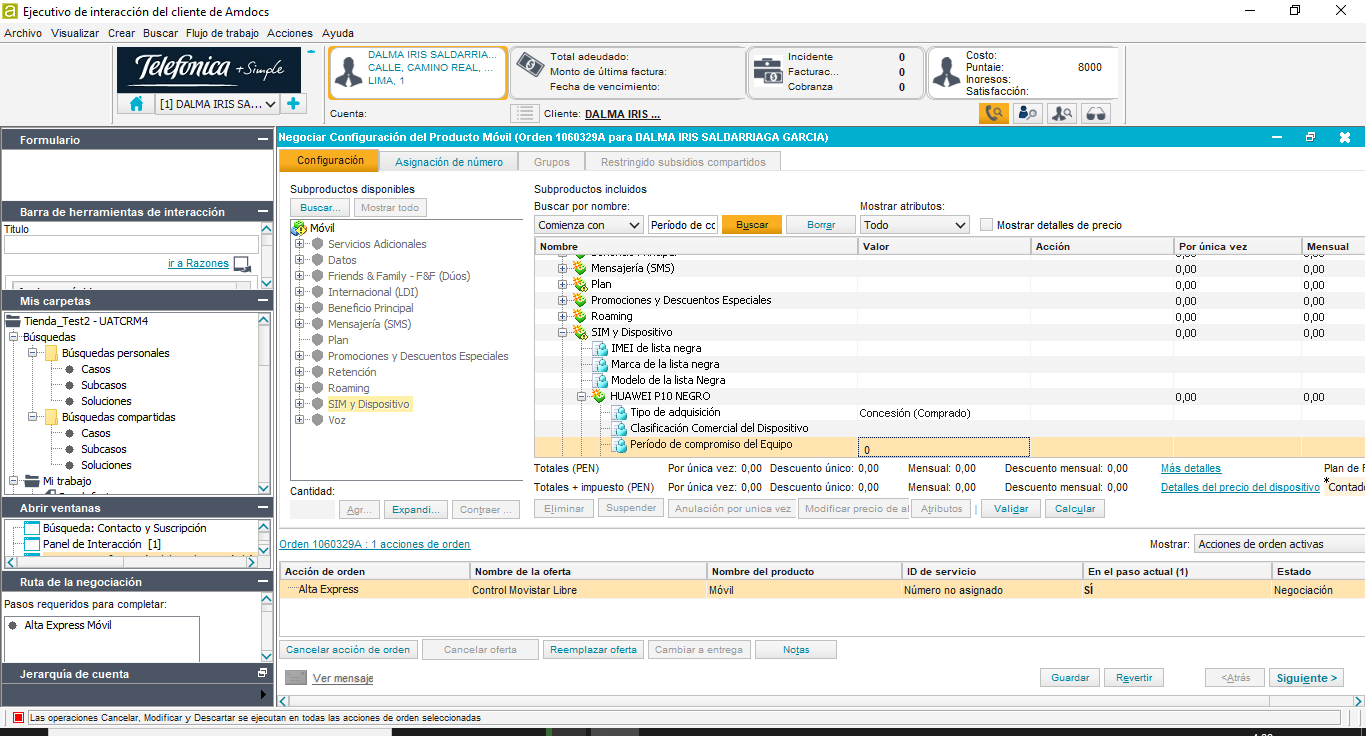 Ejecutivo de interacción del cliente de Amdocs
Archivo Visualizar Crear Buscar Flujo de trabajo Acciones Ayuda
Telefónica +Simple
[1] DALMA IRIS SA...
DALMA IRIS SALDARRIA...
CALLE, CAMINO REAL, ...
LIMA, 1
Total adeudado:
Monto de última factura:
Fecha de vencimiento:
Incidente 0
Facturac... 0
Cobranza 0
Costo:
Puntaie: 8000
Ingresos:
Satisfacción:
Cuenta: Cliente: DALMA IRIS ...
Formulario
Barra de herramientas de interacción
Titulo
ir a Razones
Mis carpetas
Tienda_Test2 - UATCRM4
Búsquedas
Búsquedas personales
Casos
Subcasos
Soluciones
Búsquedas compartidas
Casos
Subcasos
Soluciones
Mi trabajo
Abrir ventanas
Búsqueda: Contacto y Suscripción
Panel de Interacción [1]
Ruta de la negociación
Pasos requeridos para completar:
Alta Express Móvil
Jerarquía de cuenta
Negociar Configuración del Producto Móvil (Orden 1060329A para DALMA IRIS SALDARRIAGA GARCIA)
Configuración Asignación de número Grupos Restringido subsidios compartidos
Subproductos disponibles
Buscar... Mostrar todo
Móvil
Servicios Adicionales
Datos
Friends & Family - F&F (Dúos)
Internacional (LDI)
Beneficio Principal
Mensajería (SMS)
Plan
Promociones y Descuentos Especiales
Retención
Roaming
SIM y Dispositivo
Voz
Cantidad:
Agr... Expandi... Contraer ...
Subproductos incluidos
Buscar por nombre: Mostrar atributos:
Comienza con Período de cc Buscar Borrar Todo Mostrar detalles de precio
Nombre Valor Acción Por única vez Mensual
Beneficio Principal 0,00 0,00
Mensajería (SMS) 0,00 0,00
Plan 0,00 0,00
Promociones y Descuentos Especiales 0,00 0,00
Roaming 0,00 0,00
SIM y Dispositivo 0,00 0,00
IMEI de lista negra
Marca de la lista negra
Modelo de la lista Negra
HUAWEI P10 NEGRO 0,00 0,00
Tipo de adquisición Concesión (Comprado)
Clasificación Comercial del Dispositivo
Período de compromiso del Equipo 0
Totales (PEN) Por única vez: 0,00 Descuento único: 0,00 Mensual: 0,00 Descuento mensual: 0,00 Más detalles Plan de F
Totales + impuesto (PEN) Por única vez: 0,00 Descuento único: 0,00 Mensual: 0,00 Descuento mensual: 0,00 Detalles del precio del dispositivo * Contado
Eliminar Suspender Anulación por unica vez Modificar precio de al Atributos | Validar Calcular
Orden 1060329A : 1 acciones de orden Mostrar: Acciones de orden activas
Acción de orden Nombre de la oferta Nombre del producto ID de servicio En el paso actual (1) Estado
Alta Express Control Movistar Libre Móvil Número no asignado SÍ Negociación
Cancelar acción de orden Cancelar oferta Reemplazar oferta Cambiar a entrega Notas
Ver mensaje Guardar Revertir <Atrás Siguiente >
Las operaciones Cancelar, Modificar y Descartar se ejecutan en todas las acciones de orden seleccionadas